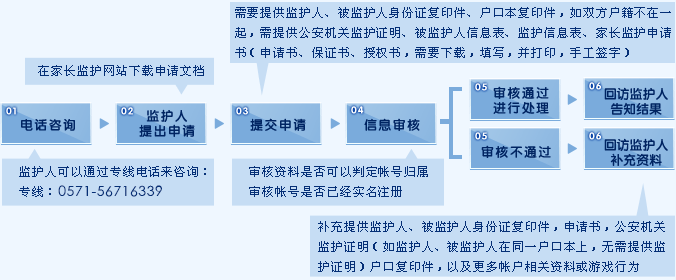 需要提供监护人、被监护人身份证复印件、户口本复印件，如双方户籍不在一
起，需提供公安机关监护证明、被监护人信息表、监护信息表、家长监护申请
书（申请书、保证书、授权书，需要下载，填写，并打印，手工签字）
在家长监护网站下载申请文档
01
电话咨询
02
监护人
提出申请
03
提交申请
04
信息审核
05
审核通过
进行处理
06
回访监护人
告知结果
05
审核不通过
06
回访监护人
补充资料
监护人可以通过专线电话来咨询：
专线：0571-56716339
审核资料是否可以判定帐号归属
审核帐号是否已经实名注册
补充提供监护人、被监护人身份证复印件，申请书，公安机关
监护证明（如监护人、被监护人在同一户口本上，无需提供监
护证明）户口复印件，以及更多帐户相关资料或游戏行为